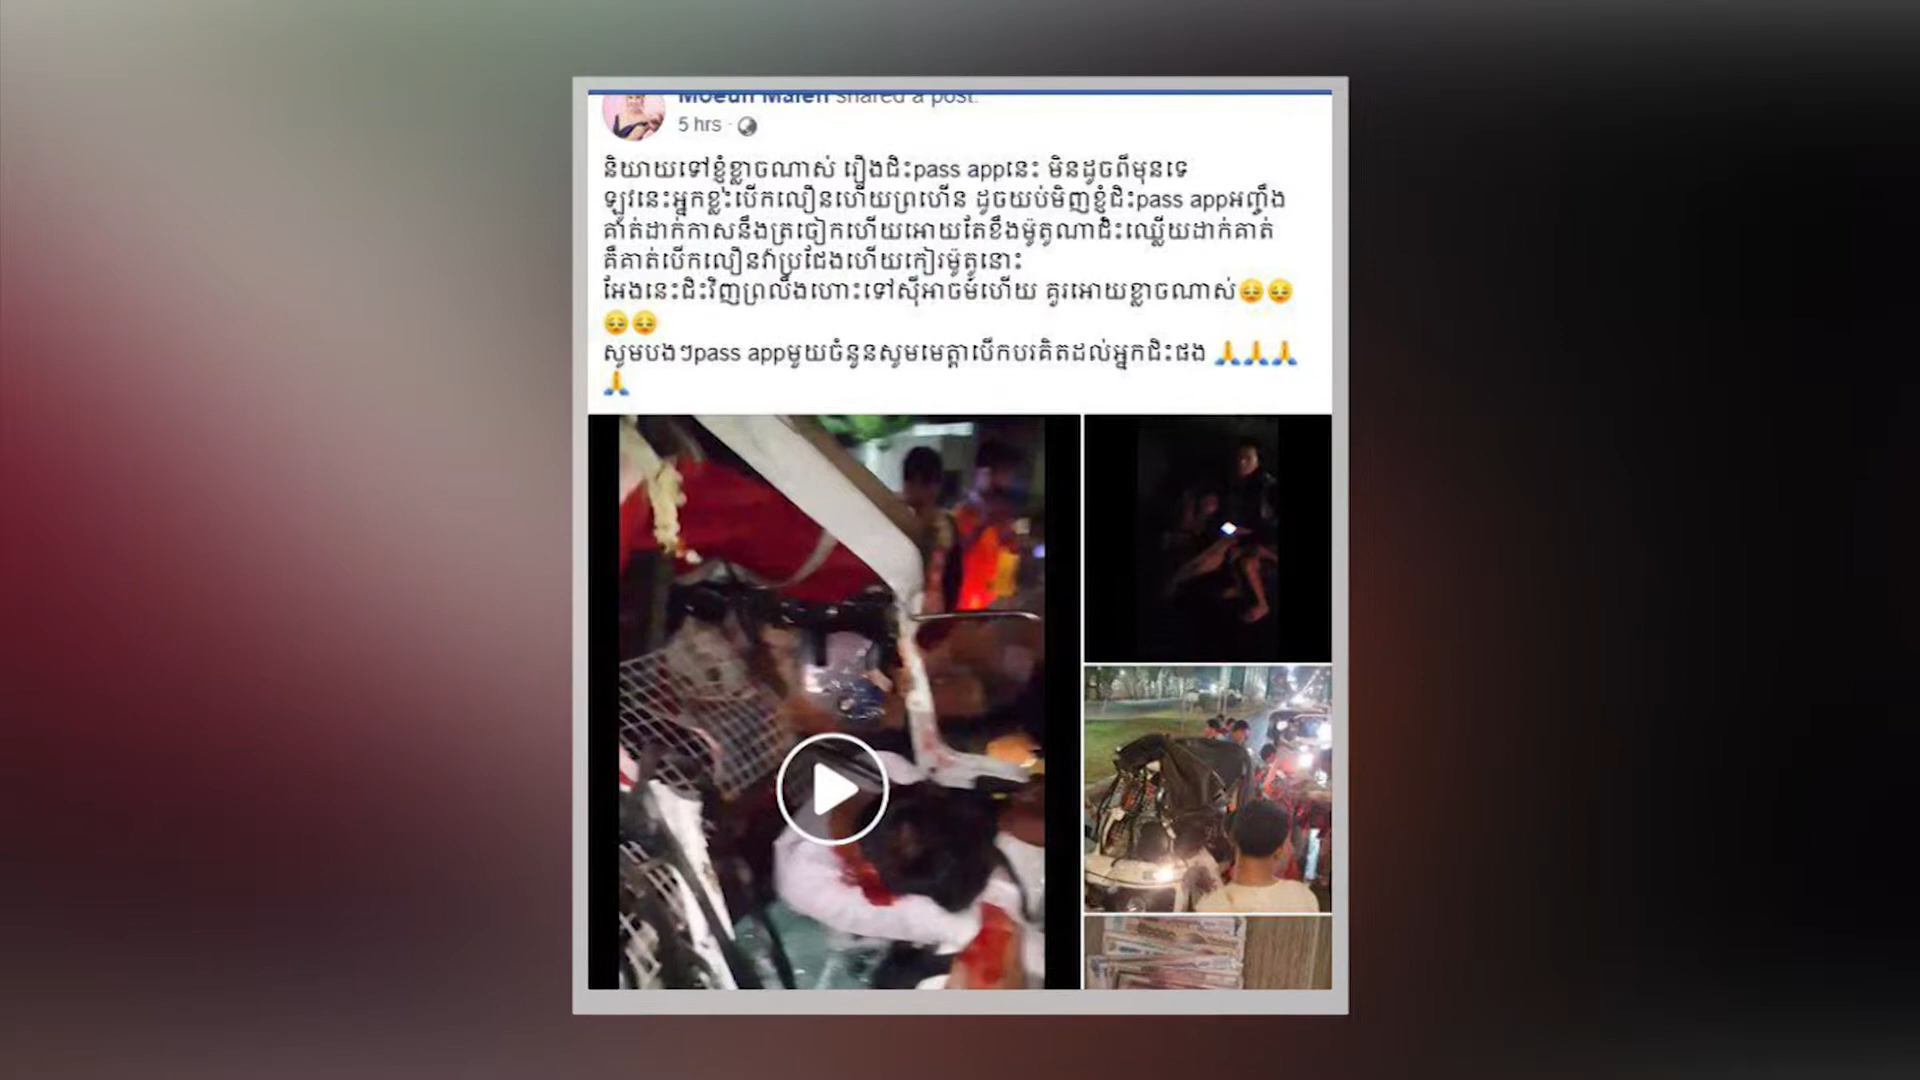 Moeun Maleh shared a post.
5 hrs ·
និយាយទៅខ្ញុំខ្លាចណាស់ រឿងជិះpass appនេះ មិនដូចពីមុនទេ
ឡូវនេះអ្នកខ្លះបើកលឿនហើយព្រហើន ដូចយប់មិញខ្ញុំជិះpass appអញ្ចឹង
គាត់ដាក់កាសនឹងត្រចៀកហើយអោយតែខឹងម៉ូតូណាជិះឈ្លើយដាក់គាត់
គឺគាត់បើកលឿនវ៉ាប្រជែងហើយកៀរម៉ូតូនោះ
អែងនេះជិះវិញព្រលឹងហោះទៅស៊ីអាចម៍ហើយ គួរអោយខ្លាចណាស់😔😔
😔😔
សូមបងៗpass appមួយចំនួនសូមមេត្តាបើកបរគិតដល់អ្នកជិះផង 🙏🙏🙏
🙏